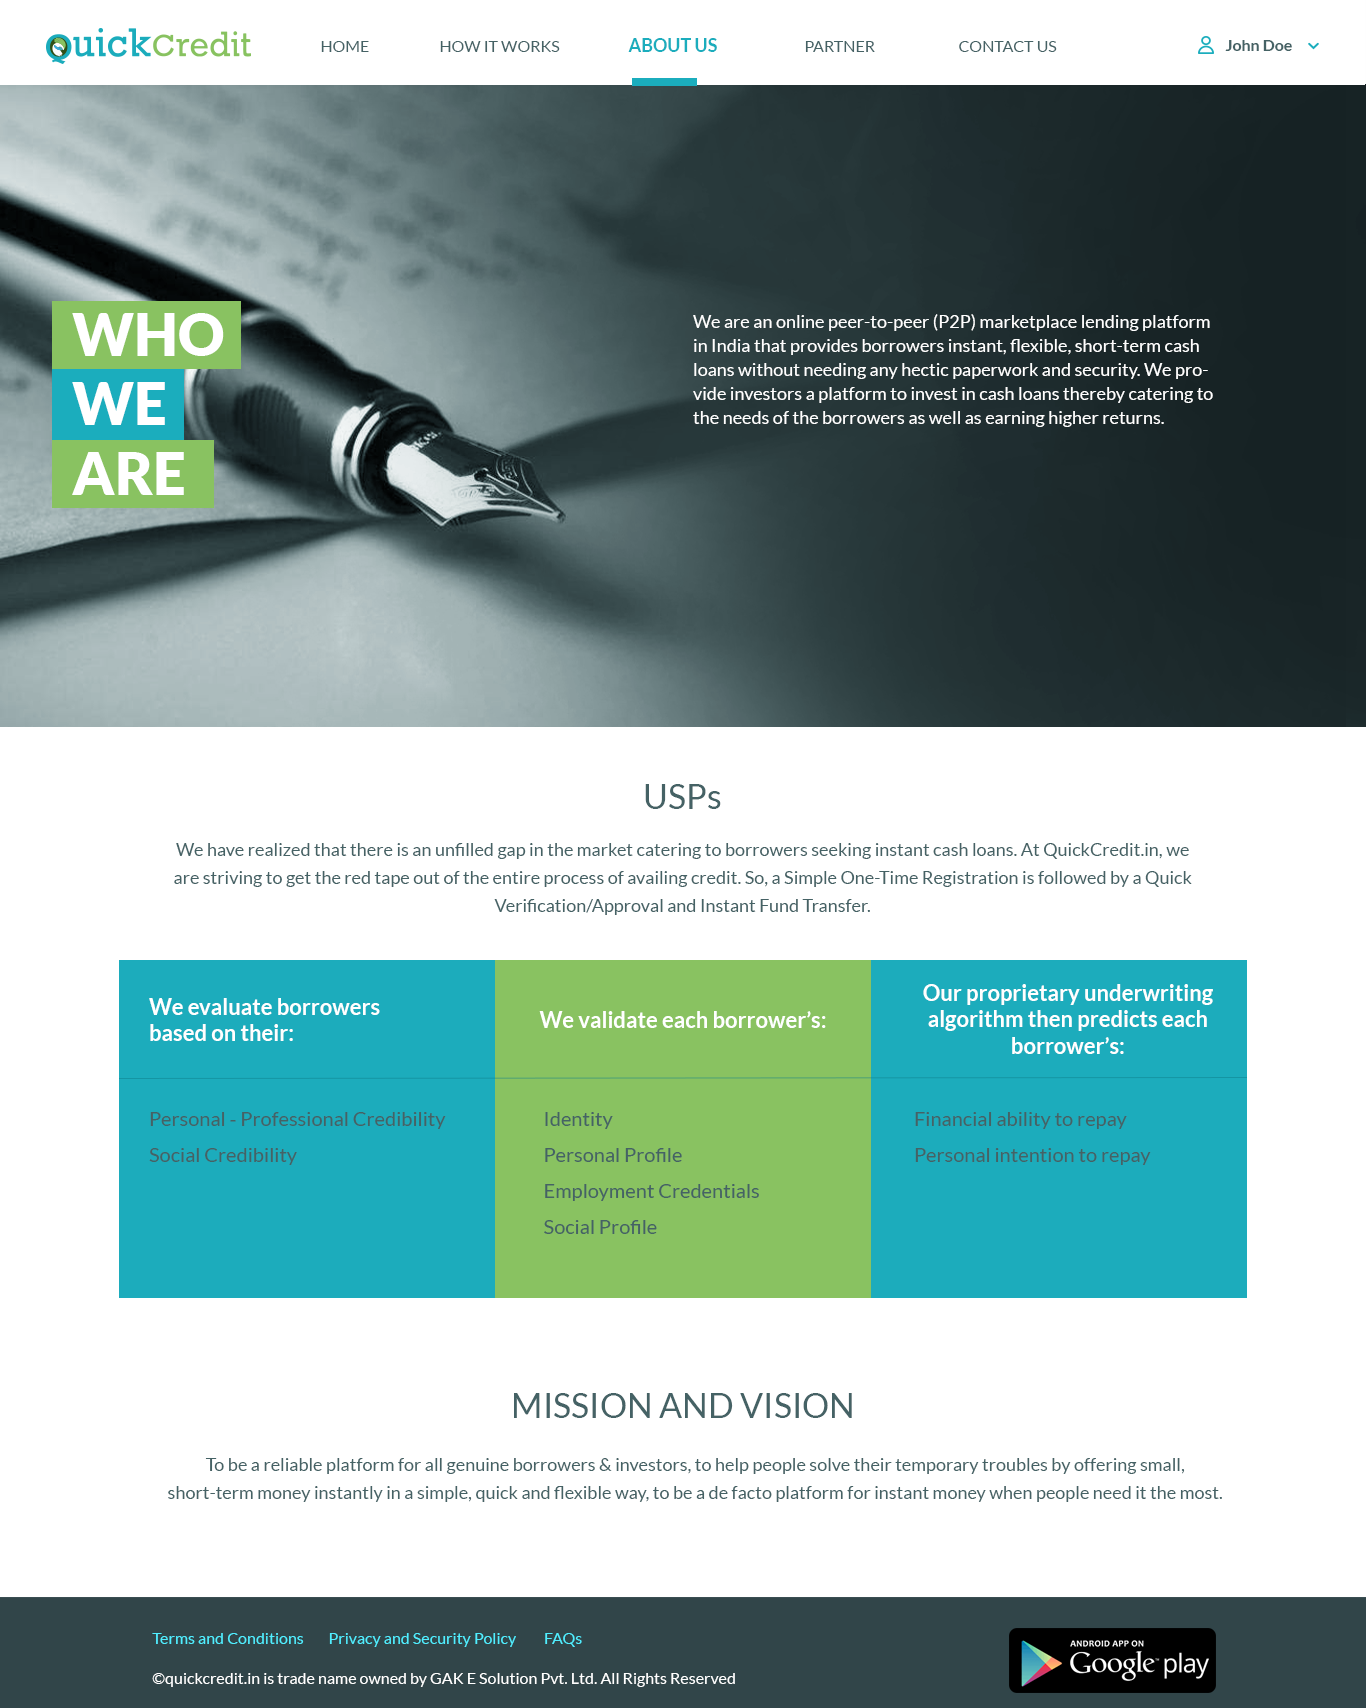 QuickCredit
HOME
HOW IT WORKS
ABOUT US
PARTNER
CONTACT US
John Doe
WHO
WE
ARE
We are an online peer-to-peer (P2P) marketplace lending platform
in India that provides borrowers instant, flexible, short-term cash
loans without needing any hectic paperwork and security. We pro-
vide investors a platform to invest in cash loans thereby catering to
the needs of the borrowers as well as earning higher returns.
USPs
We have realized that there is an unfilled gap in the market catering to borrowers seeking instant cash loans. At QuickCredit.in, we
are striving to get the red tape out of the entire process of availing credit. So, a Simple One-Time Registration is followed by a Quick
Verification/Approval and Instant Fund Transfer.
We evaluate borrowers
based on their:
Personal - Professional Credibility
Social Credibility
We validate each borrower’s:
Identity
Personal Profile
Employment Credentials
Social Profile
Our proprietary underwriting
algorithm then predicts each
borrower’s:
Financial ability to repay
Personal intention to repay
MISSION AND VISION
To be a reliable platform for all genuine borrowers & investors, to help people solve their temporary troubles by offering small,
short-term money instantly in a simple, quick and flexible way, to be a de facto platform for instant money when people need it the most.
Terms and Conditions
Privacy and Security Policy
FAQs
©quickcredit.in is trade name owned by GAK E Solution Pvt. Ltd. All Rights Reserved
ANDROID APP ON
Google play